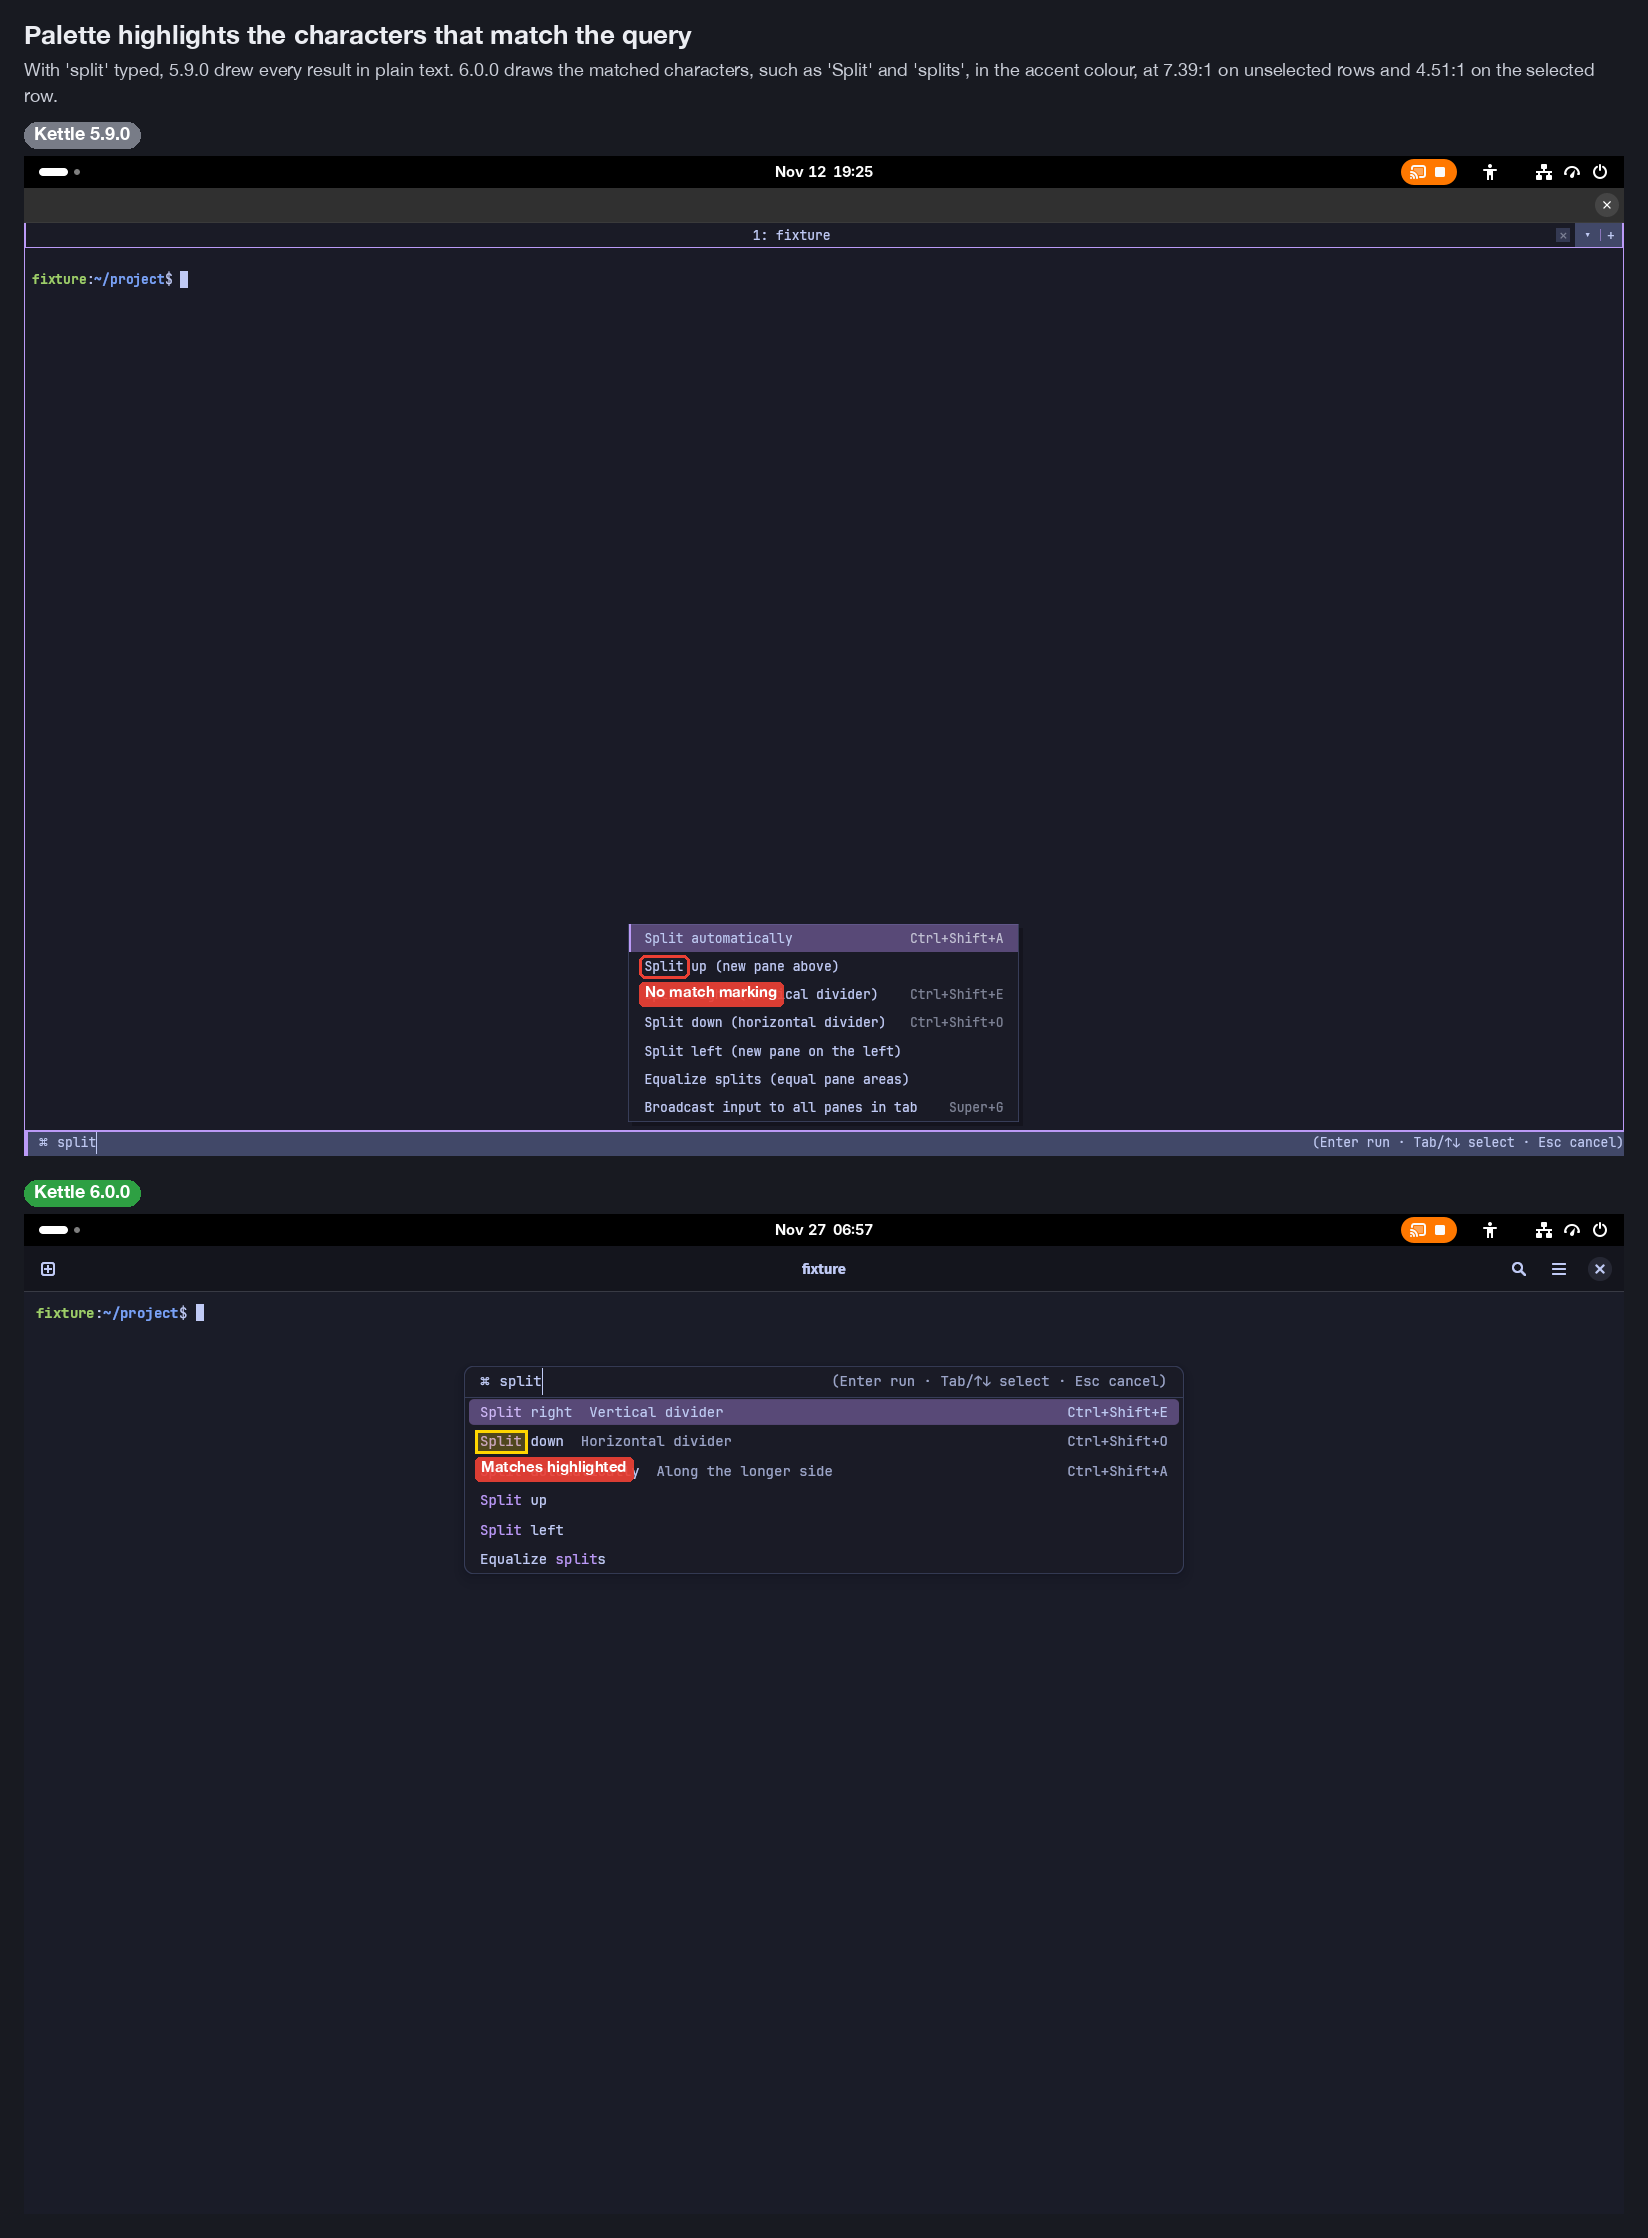 Palette highlights the characters that match the query
With 'split' typed, 5.9.0 drew every result in plain text. 6.0.0 draws the matched characters, such as 'Split' and 'splits', in the accent colour, at 7.39:1 on unselected rows and 4.51:1 on the selected
row.
Kettle 5.9.0
Nov 12 19:25
1: fixture
fixture:~/project$
Split automatically Ctrl+Shift+A
Split up (new pane above)
No match marking cal divider) Ctrl+Shift+E
Split down (horizontal divider) Ctrl+Shift+O
Split left (new pane on the left)
Equalize splits (equal pane areas)
Broadcast input to all panes in tab Super+G
⌘ split (Enter run · Tab/↑↓ select · Esc cancel)
Kettle 6.0.0
Nov 27 06:57
fixture
fixture:~/project$
⌘ split (Enter run · Tab/↑↓ select · Esc cancel)
Split right Vertical divider Ctrl+Shift+E
Split down Horizontal divider Ctrl+Shift+O
Matches highlighted y Along the longer side Ctrl+Shift+A
Split up
Split left
Equalize splits